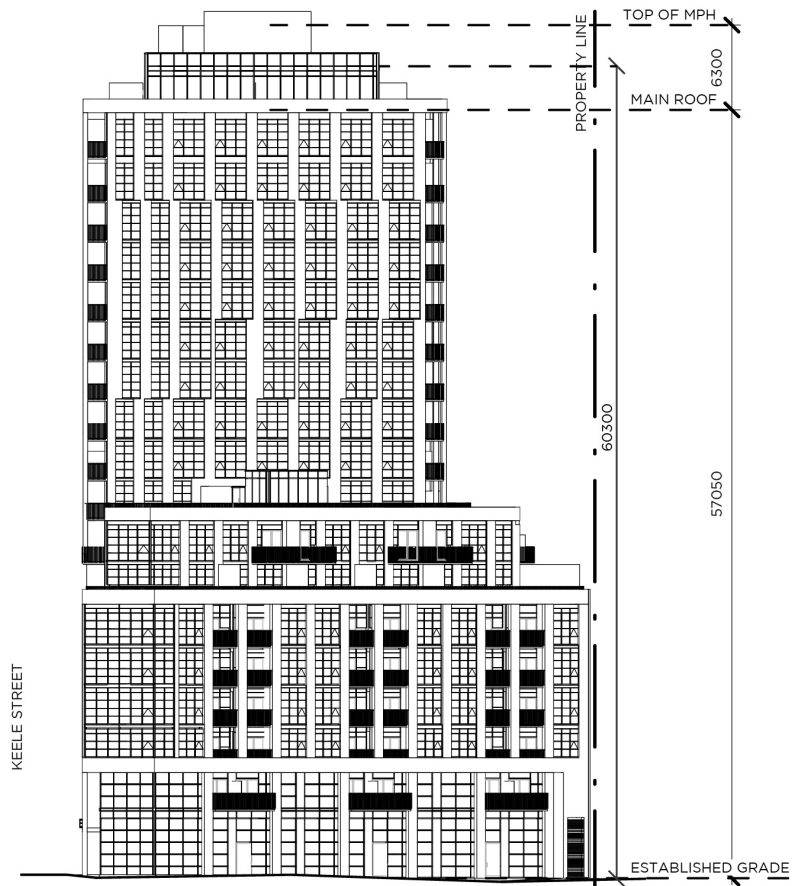 TOP OF MPH
PROPERTY LINE
6300
MAIN ROOF
60300
57050
KEELE STREET
ESTABLISHED GRADE